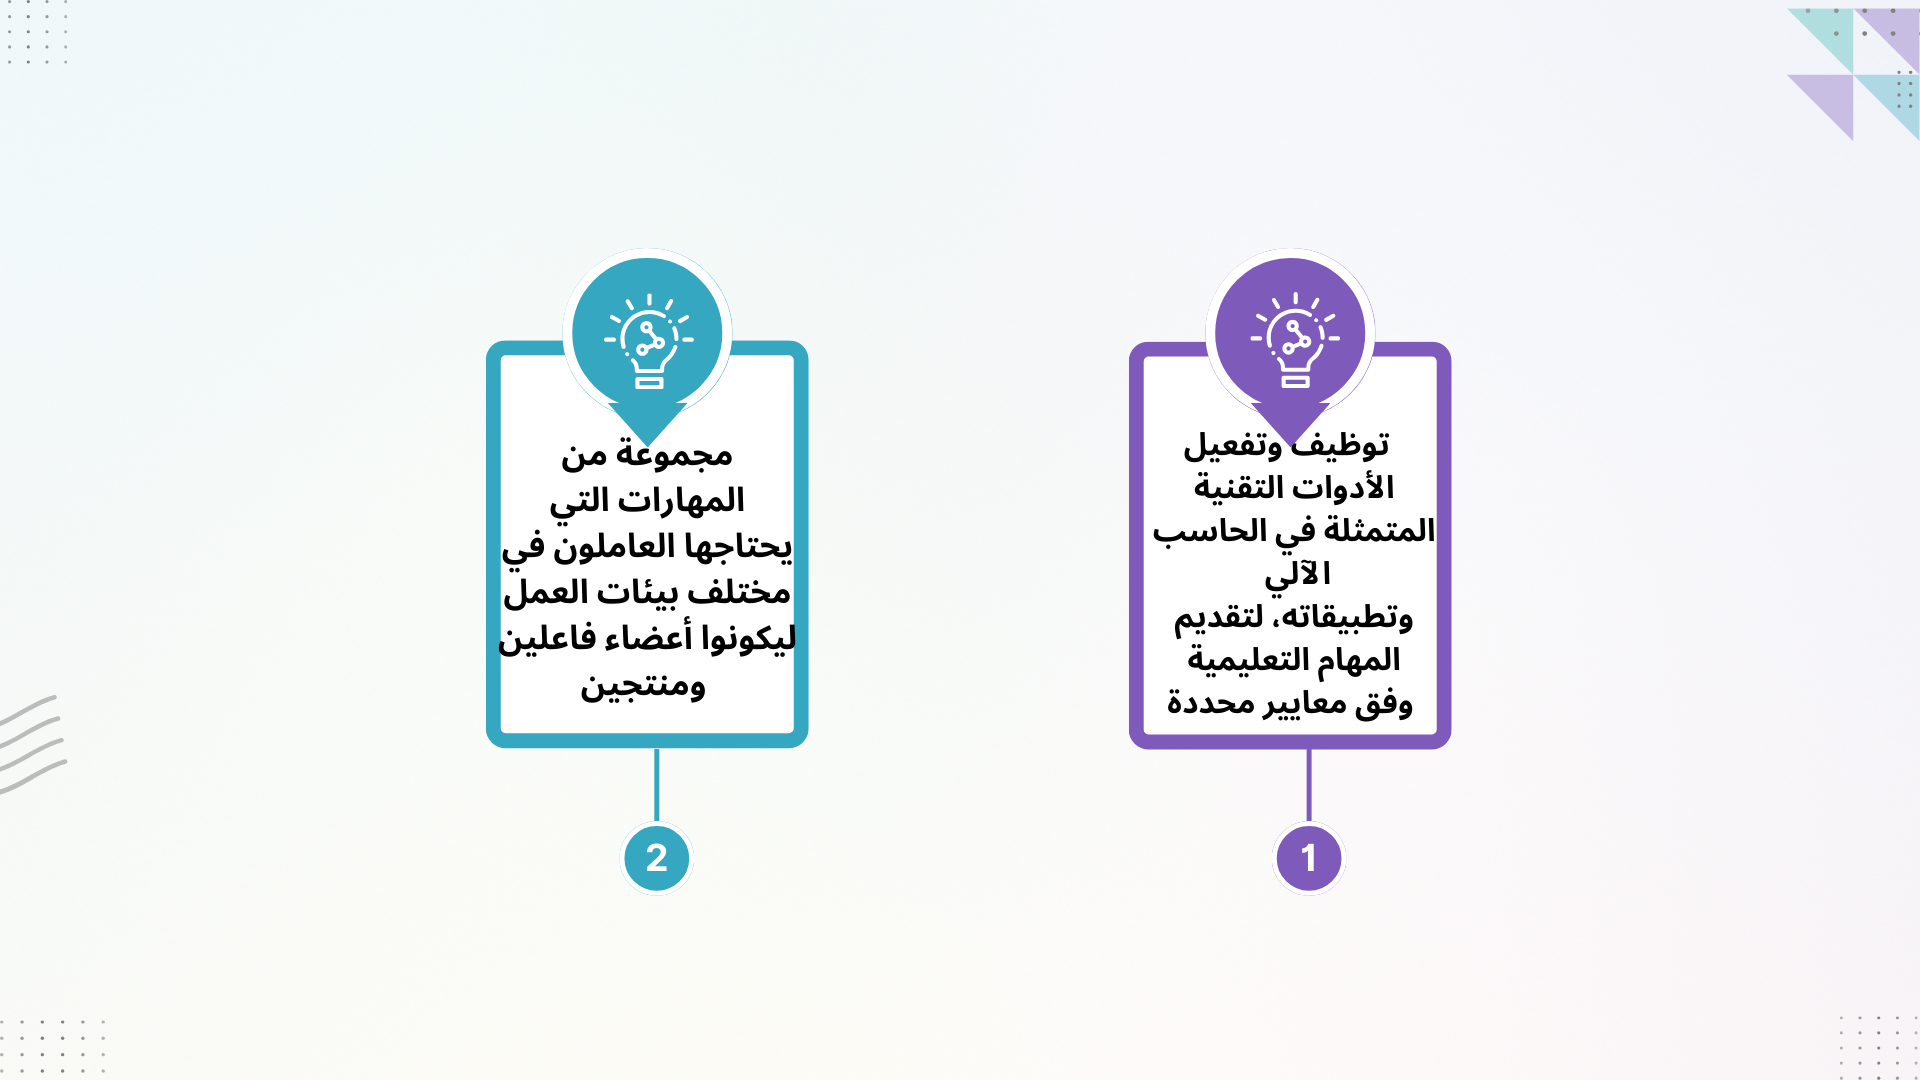 توظيف وتفعيل
الأدوات التقنية
المتمثلة في الحاسب
الآلي
وتطبيقاته، لتقديم
المهام التعليمية
وفق معايير محددة
1
مجموعة من
المهارات التي
يحتاجها العاملون في
مختلف بيئات العمل
ليكونوا أعضاء فاعلين
ومنتجين
2